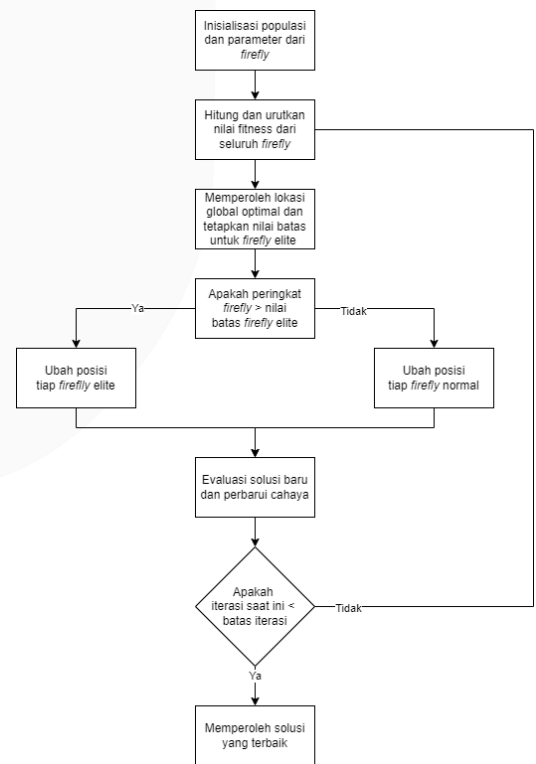 Inisialisasi populasi
dan parameter dari
firefly
Hitung dan urutkan
nilai fitness dari
seluruh firefly
Memperoleh lokasi
global optimal dan
tetapkan nilai batas
untuk firefly elite
Apakah peringkat
firefly > nilai
batas firefly elite
Ya
Tidak
Ubah posisi
tiap fireflly elite
Ubah posisi
tiap firefly normal
Evaluasi solusi baru
dan perbarui cahaya
Apakah
iterasi saat ini <
batas iterasi
Tidak
Ya
Memperoleh solusi
yang terbaik